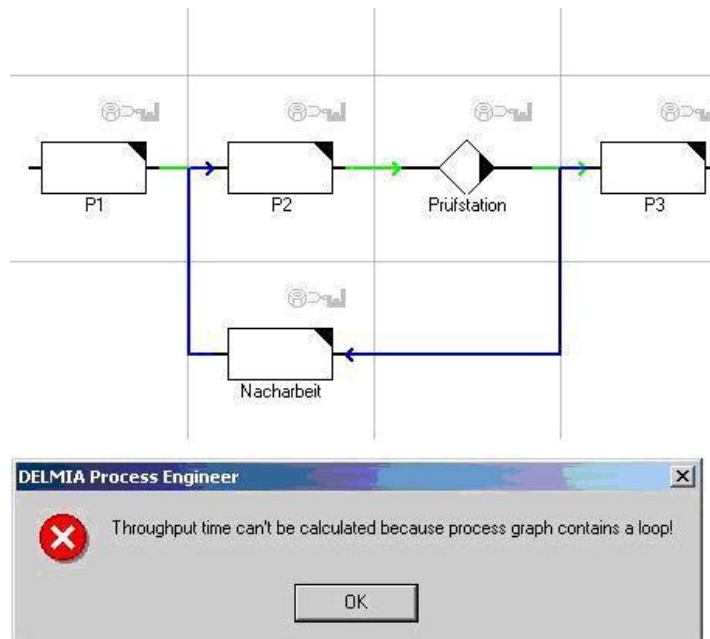 P1
P2
Prüfstation
P3
Nacharbeit
DELMIA Process Engineer
Throughput time can't be calculated because process graph contains a loop!
OK